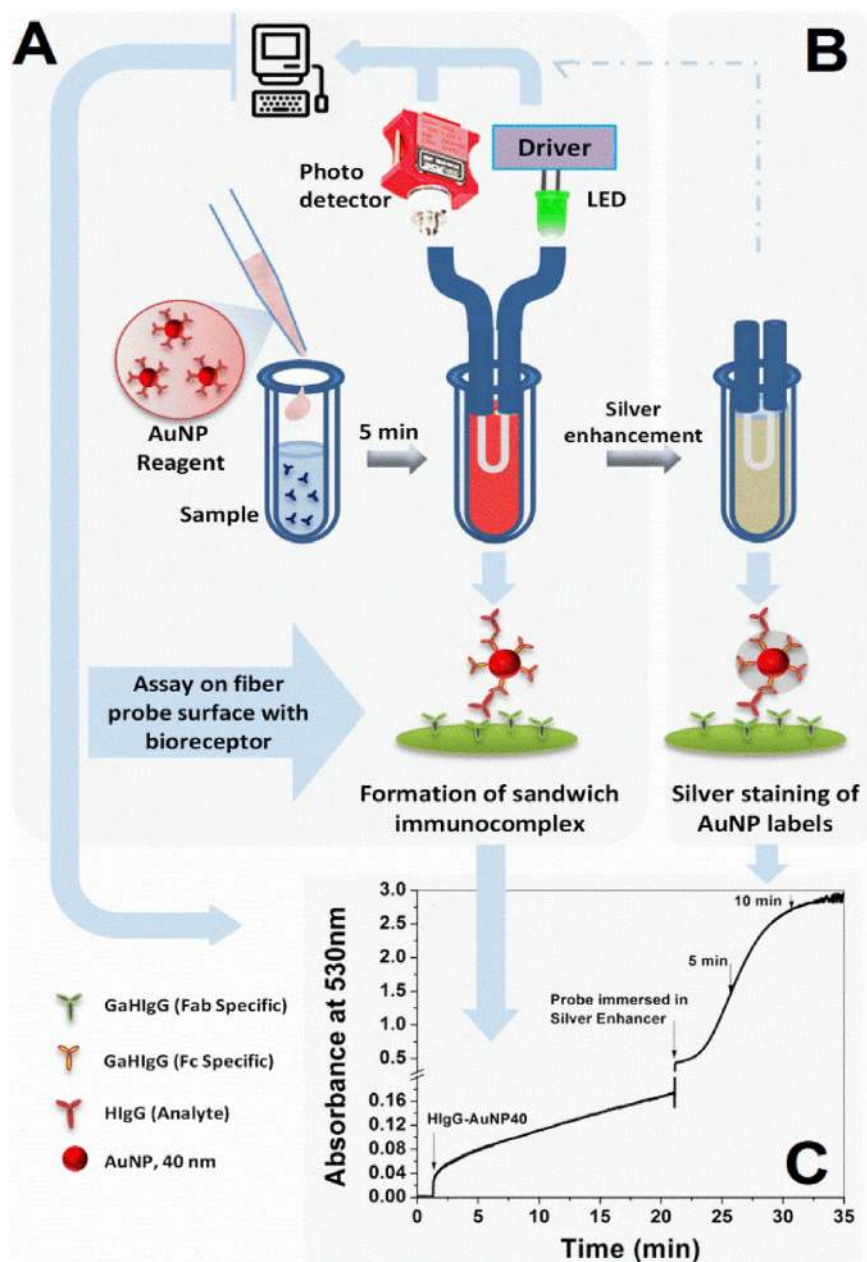 A
B
Driver
Photo
detector
LED
AuNP
Reagent
5 min
Silver
enhancement
Sample
Assay on fiber
probe surface with
bioreceptor
Formation of sandwich
immunocomplex
Silver staining of
AuNP labels
GaHIgG (Fab Specific)
GaHIgG (Fc Specific)
HIgG (Analyte)
AuNP, 40 nm
Absorbance at 530nm
3.0
2.5
2.0
1.5
1.0
0.5
0.16
0.12
0.08
0.04
0.00
10 min
5 min
Probe immersed in
Silver Enhancer
HIgG-AuNP40
C
0 5 10 15 20 25 30 35
Time (min)